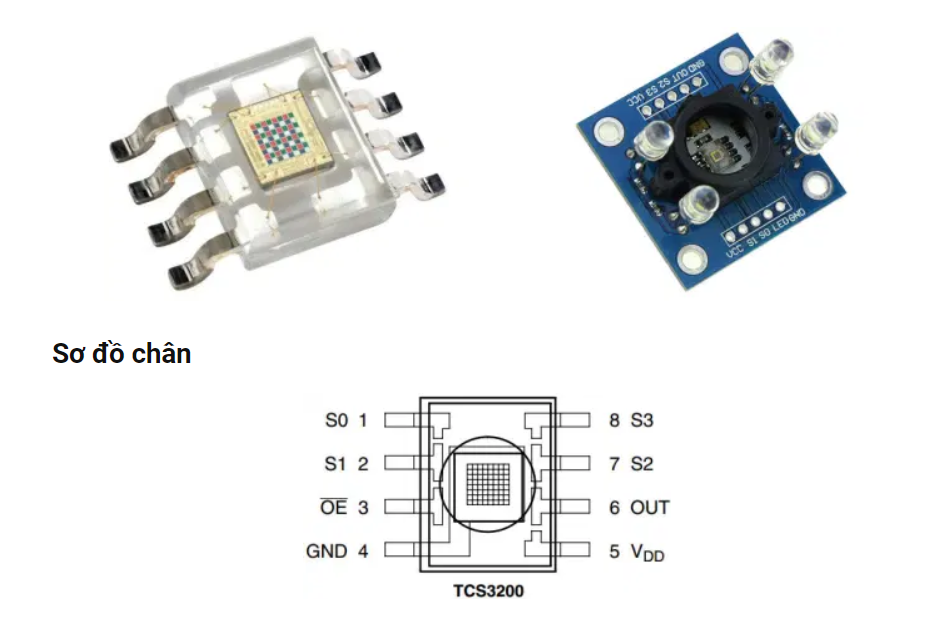 GND OUT S2 S3 VCC
VCC S1 S0 LED GND
Sơ đồ chân
S0 1
8 S3
S1 2
7 S2
OE 3
6 OUT
GND 4
5 VDD
TCS3200